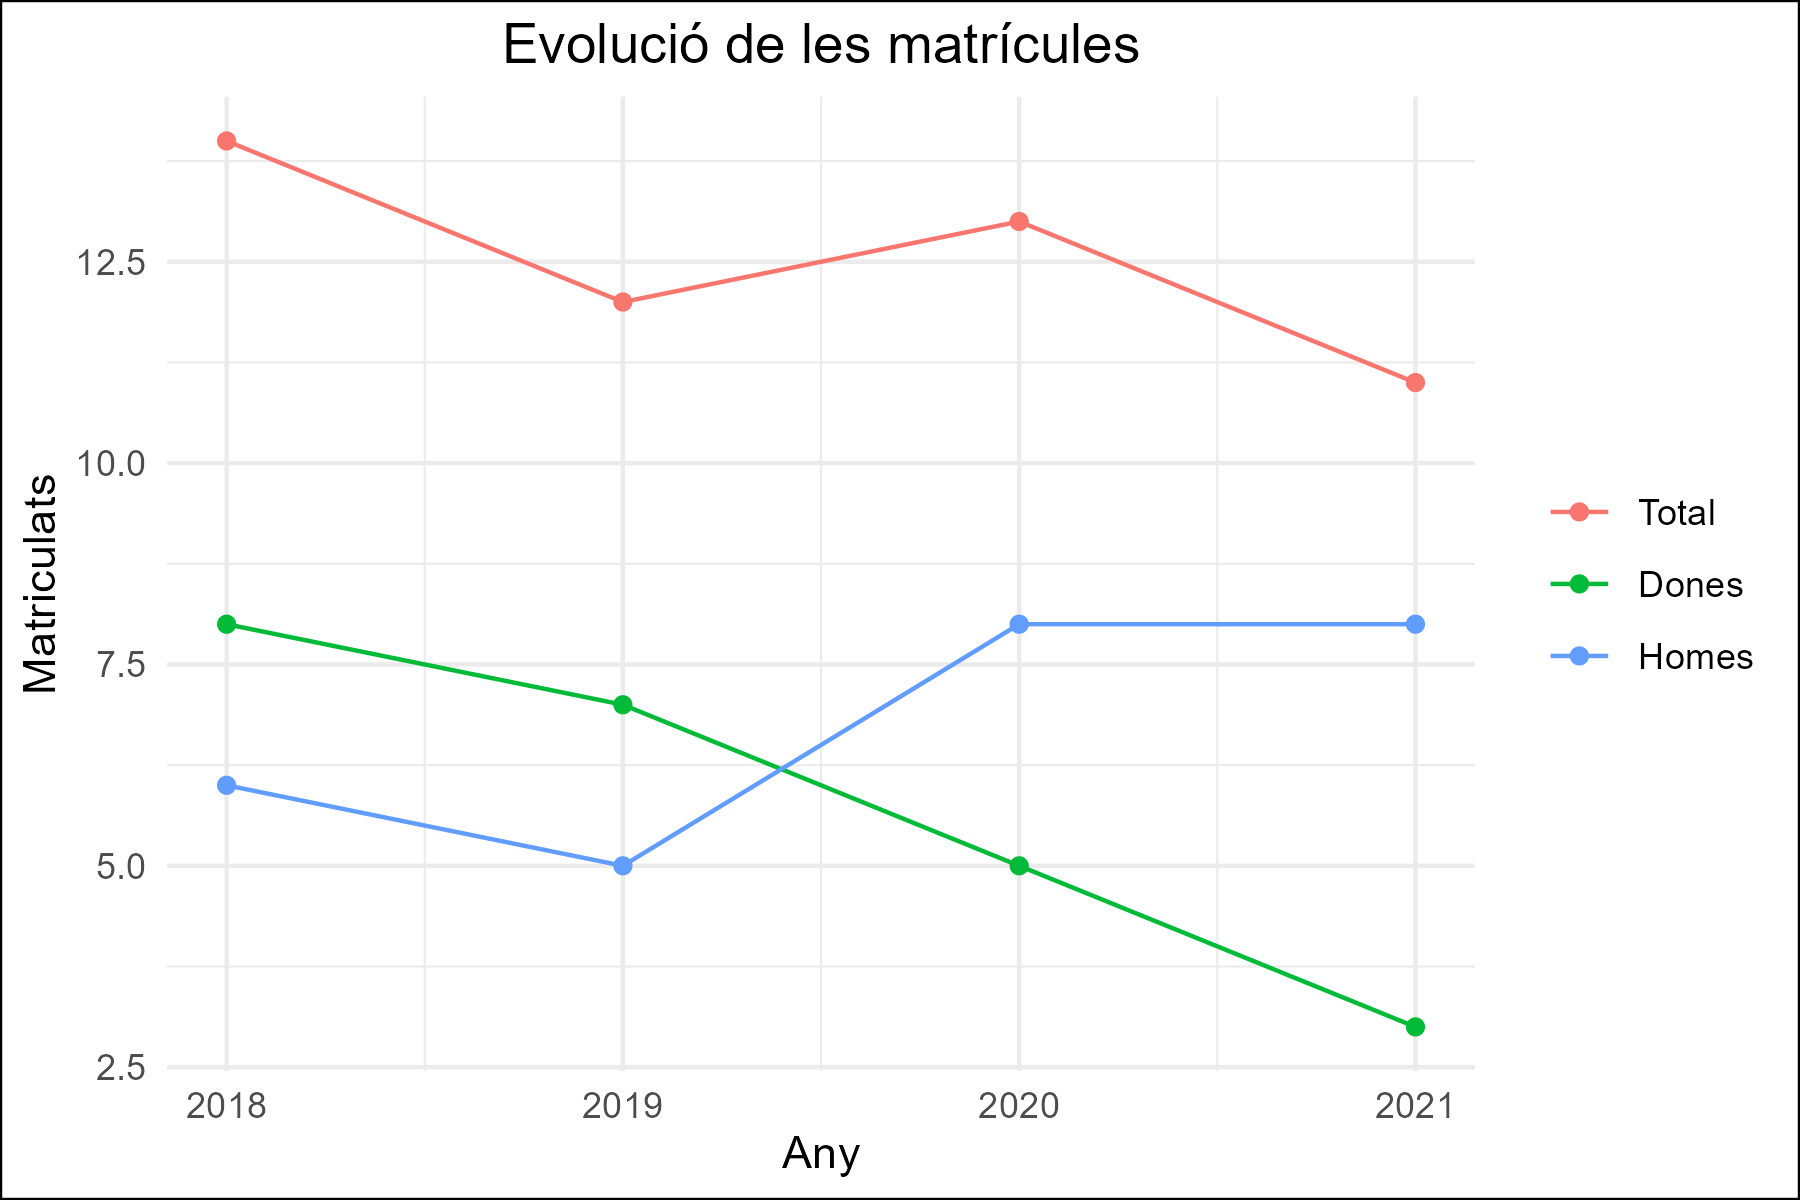 Evolució de les matrícules
Matriculats
12.5
10.0
7.5
5.0
2.5
2018
2019
2020
2021
Any
Total
Dones
Homes